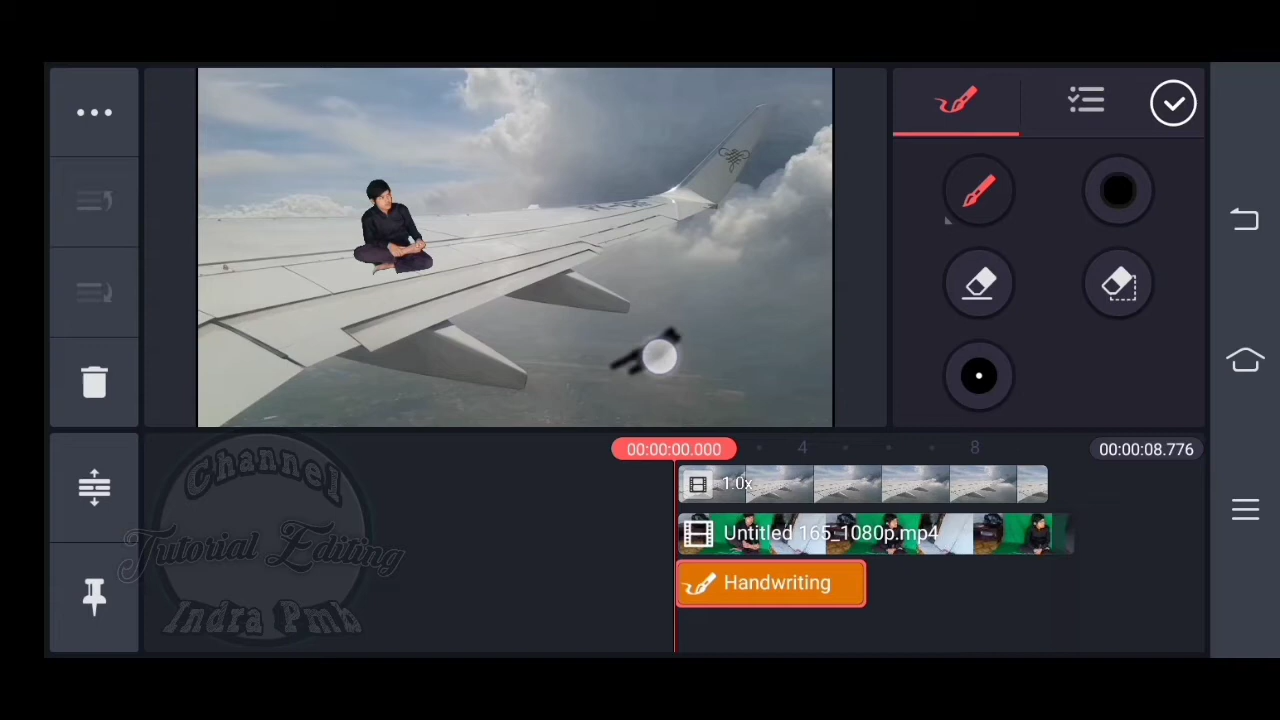 00:00:00.000
4
8
00:00:08.776
1.0x
Untitled 165_1080p.mp4
Handwriting
Channel
Tutorial Editing
Indra Pmb